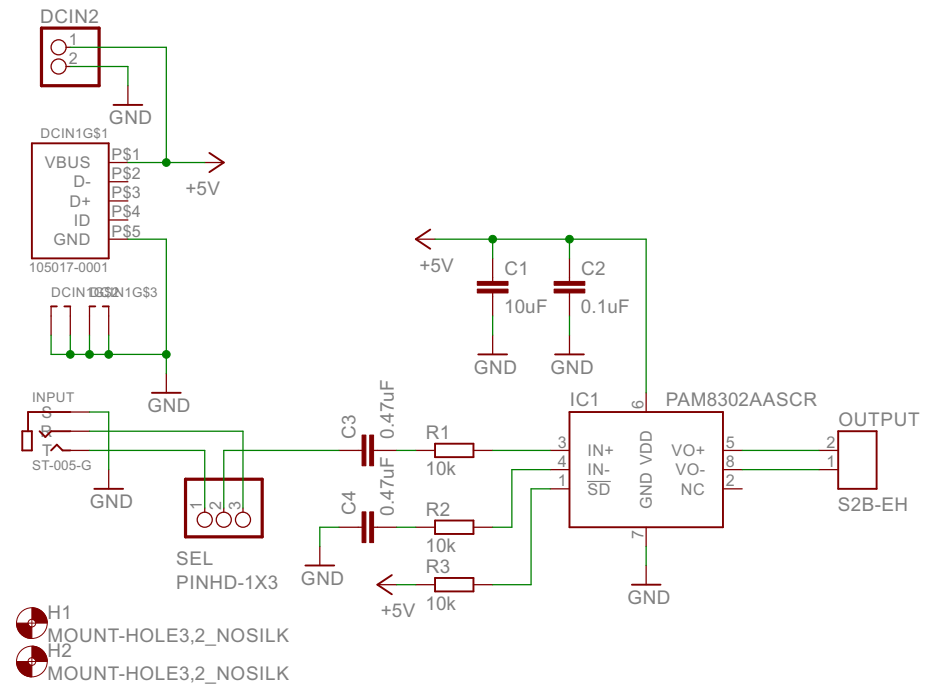 DCIN2
1
2
GND
DCIN1G$1
VBUS P$1
D- P$2
D+ P$3
ID P$4
GND P$5
105017-0001
+5V
DCIN1G$2
DCIN1G$3
GND
INPUT
S
R
T
ST-005-G
GND
1 2 3
SEL
PINHD-1X3
+5V
C1
10uF
GND
C2
0.1uF
GND
C3
0.47uF
R1
10k
C4
0.47uF
GND
R2
10k
R3
10k
+5V
IC1
PAM8302AASCR
6
3 IN+
4 IN-
1 SD
GND VDD
VO+ 5
VO- 8
NC 2
7
GND
OUTPUT
2
1
S2B-EH
H1
MOUNT-HOLE3,2_NOSILK
H2
MOUNT-HOLE3,2_NOSILK